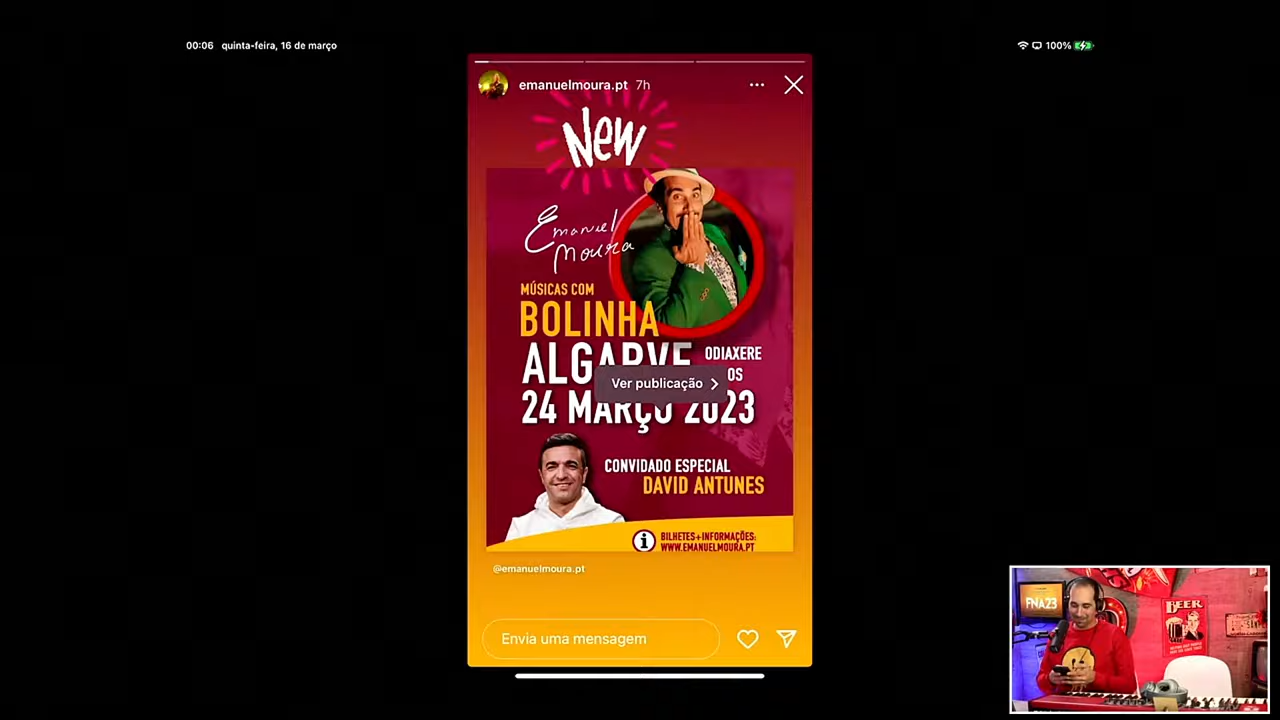 00:06 quinta-feira, 16 de março
100%
emanuelmoura.pt 7h
New
Emanuel
Moura
MÚSICAS COM
BOLINHA
ALGARVE
ODIAXERE
OS
Ver publicação
24 MARÇO 2023
CONVIDADO ESPECIAL
DAVID ANTUNES
BILHETES+INFORMAÇÕES:
WWW.EMANUELMOURA.PT
@emanuelmoura.pt
Envia uma mensagem
FNA23
BEER